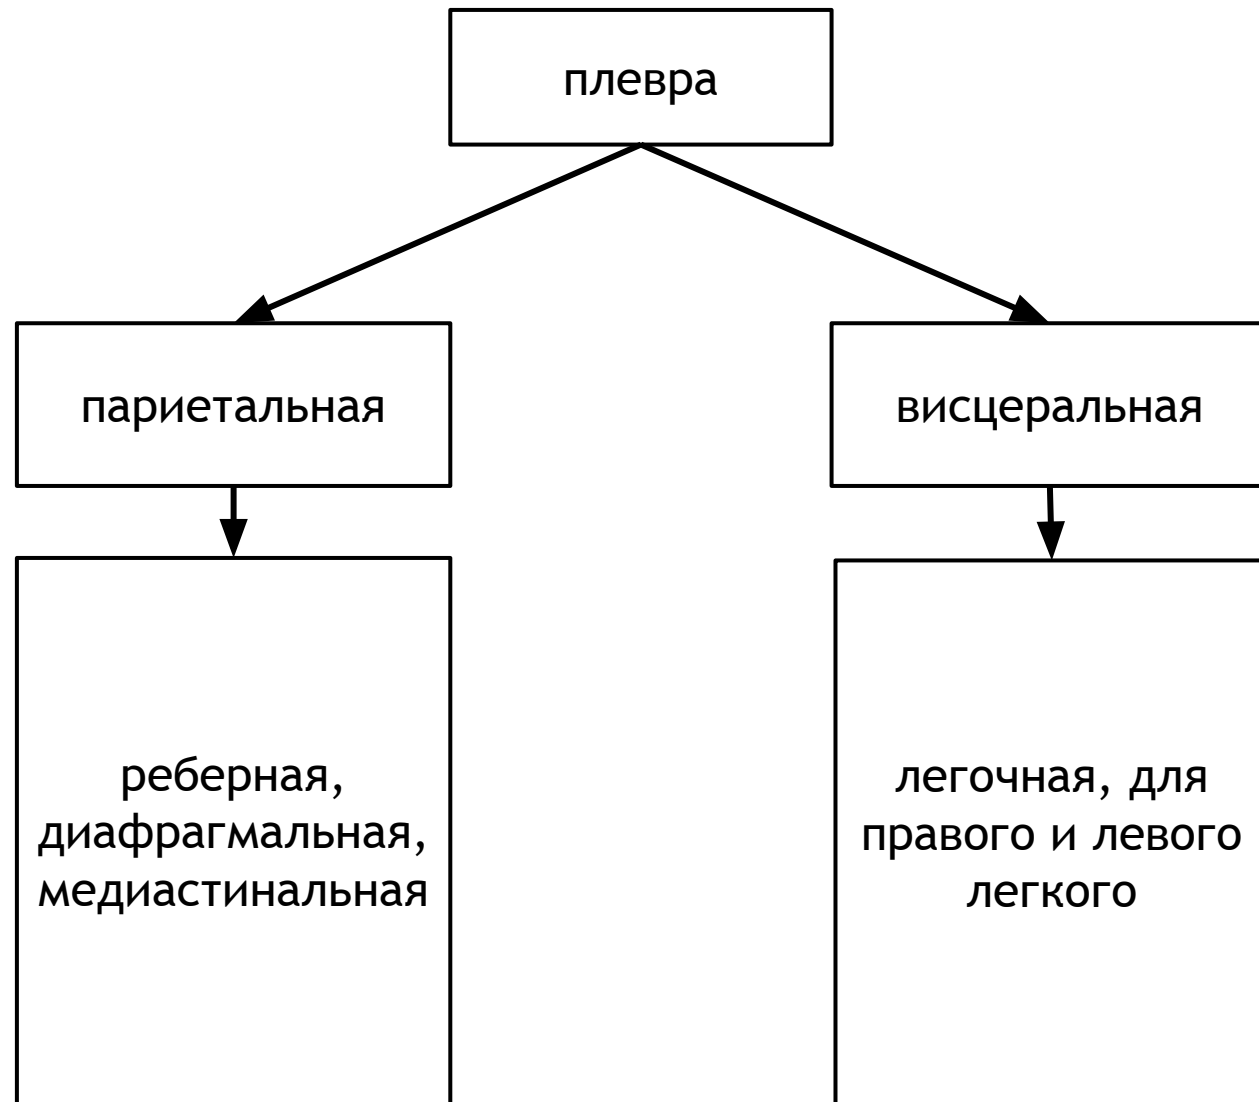 плевра
париетальная
висцеральная
реберная,
диафрагмальная,
медиастинальная
легочная, для
правого и левого
легкого